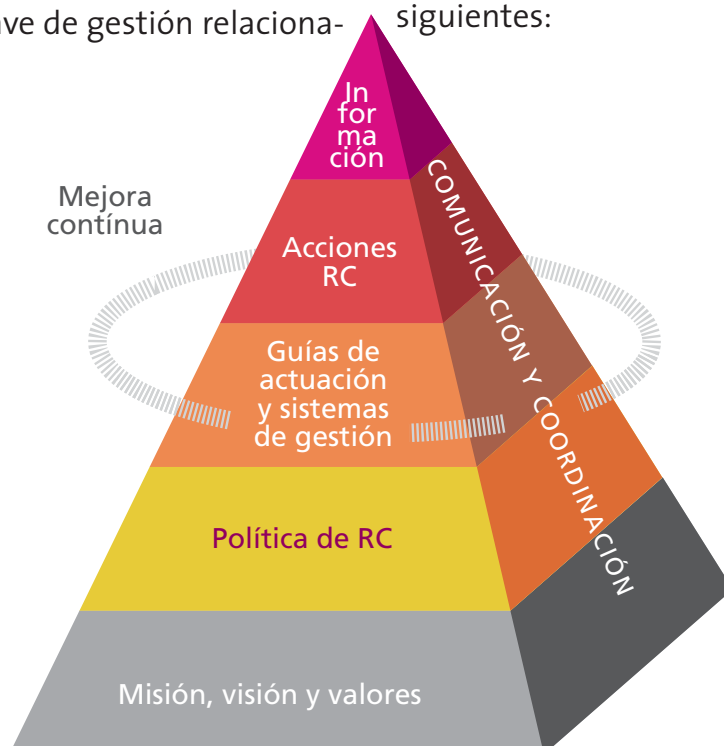 ave de gestión relaciona-
siguientes:
In
for
ma
ción
Mejora
contínua
Acciones
RC
Guías de
actuación
y sistemas
de gestión
Política de RC
Misión, visión y valores
COMUNICACIÓN Y COORDINACIÓN